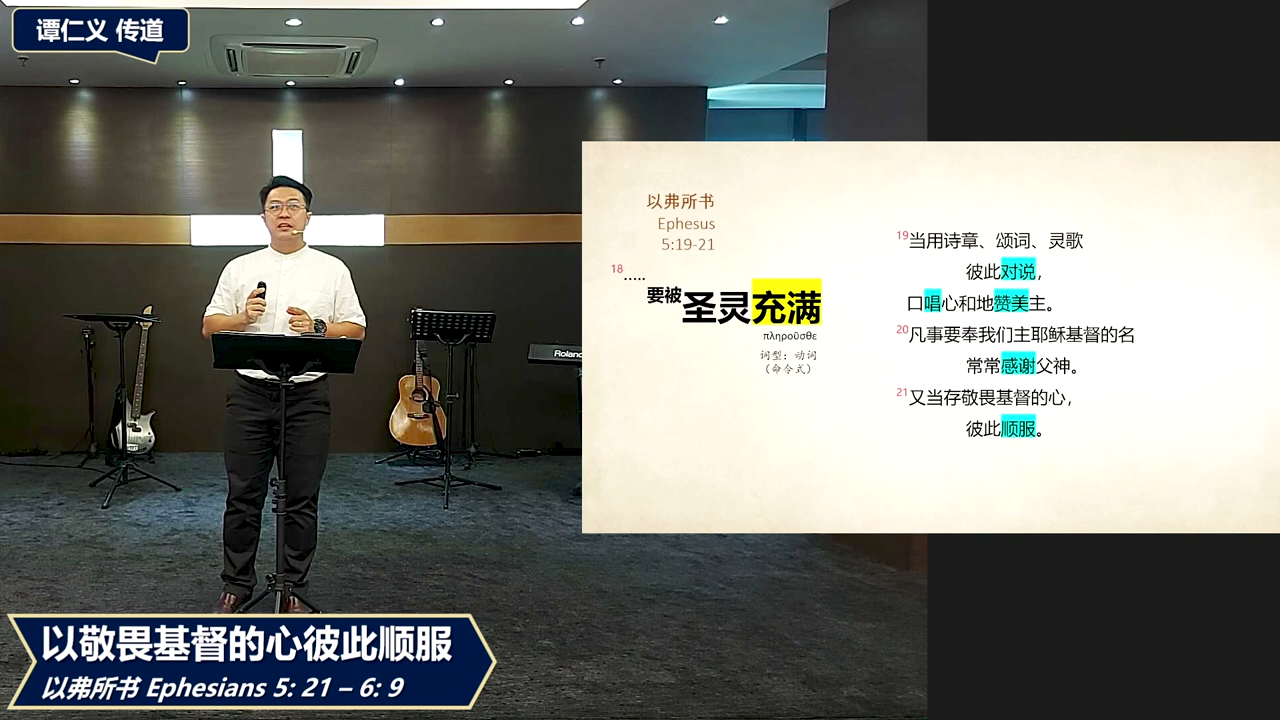 谭仁义 传道
以弗所书
Ephesus
5:19-21
18.....
要被圣灵充满
πληροῦσθε
词型：动词
（命令式）
19当用诗章、颂词、灵歌
彼此对说，
口唱心和地赞美主。
20凡事要奉我们主耶稣基督的名
常常感谢父神。
21又当存敬畏基督的心，
彼此顺服。
Roland
以敬畏基督的心彼此顺服
以弗所书 Ephesians 5: 21 – 6: 9